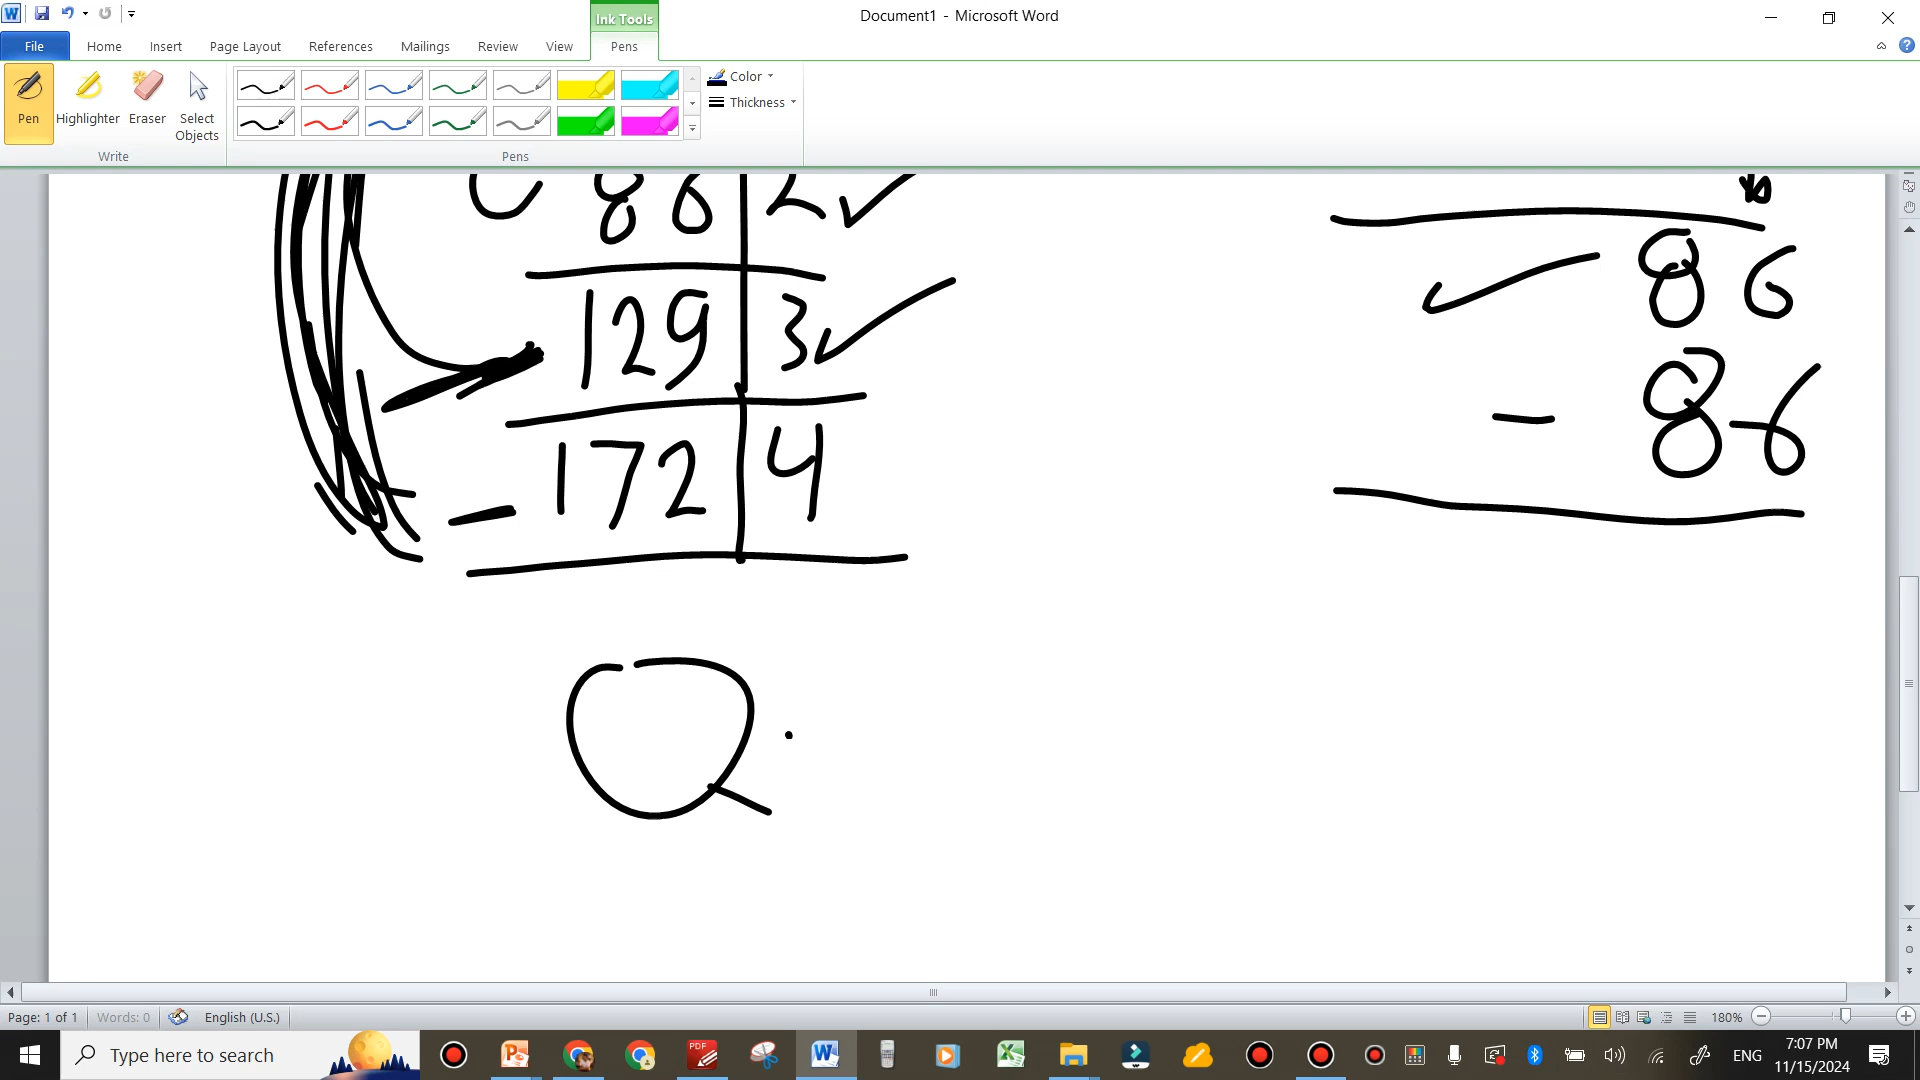 Document1 - Microsoft Word
Ink Tools
File Home Insert Page Layout References Mailings Review View Pens
Pen Highlighter Eraser Select Objects
Color
Thickness
Write Pens
86 2
129 3
172 4
86
- 86
Q .
Page: 1 of 1 Words: 0 English (U.S.) 180%
Type here to search
PDF
ENG
7:07 PM
11/15/2024